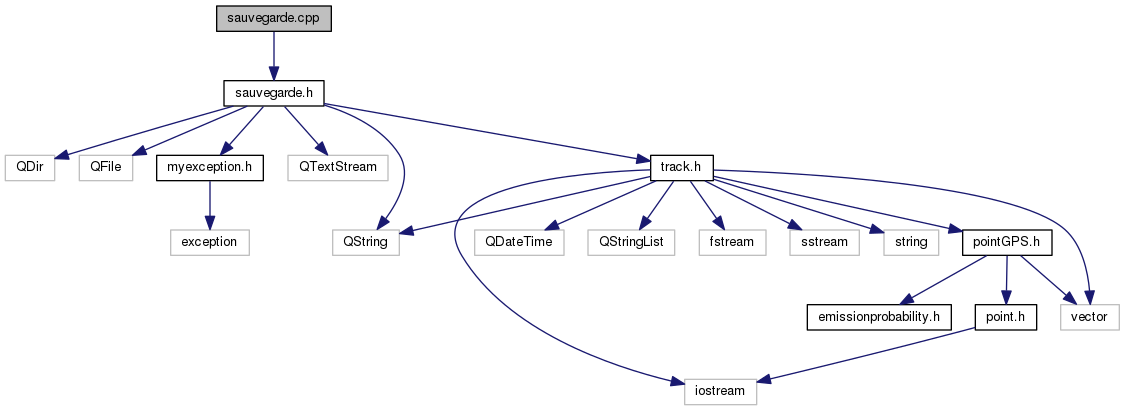 sauvegarde.cpp
sauvegarde.h
QDir
QFile
myexception.h
QTextStream
track.h
exception
QString
QDateTime
QStringList
fstream
sstream
string
pointGPS.h
emissionprobability.h
point.h
vector
iostream